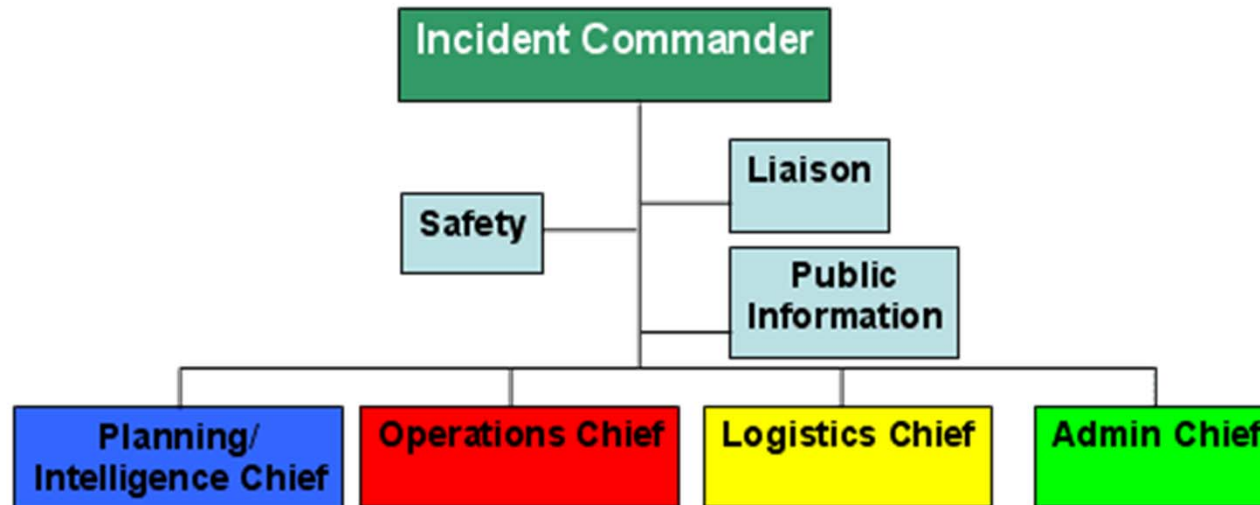 Incident Commander
Liaison
Safety
Public
Information
Planning/
Intelligence Chief
Operations Chief
Logistics Chief
Admin Chief